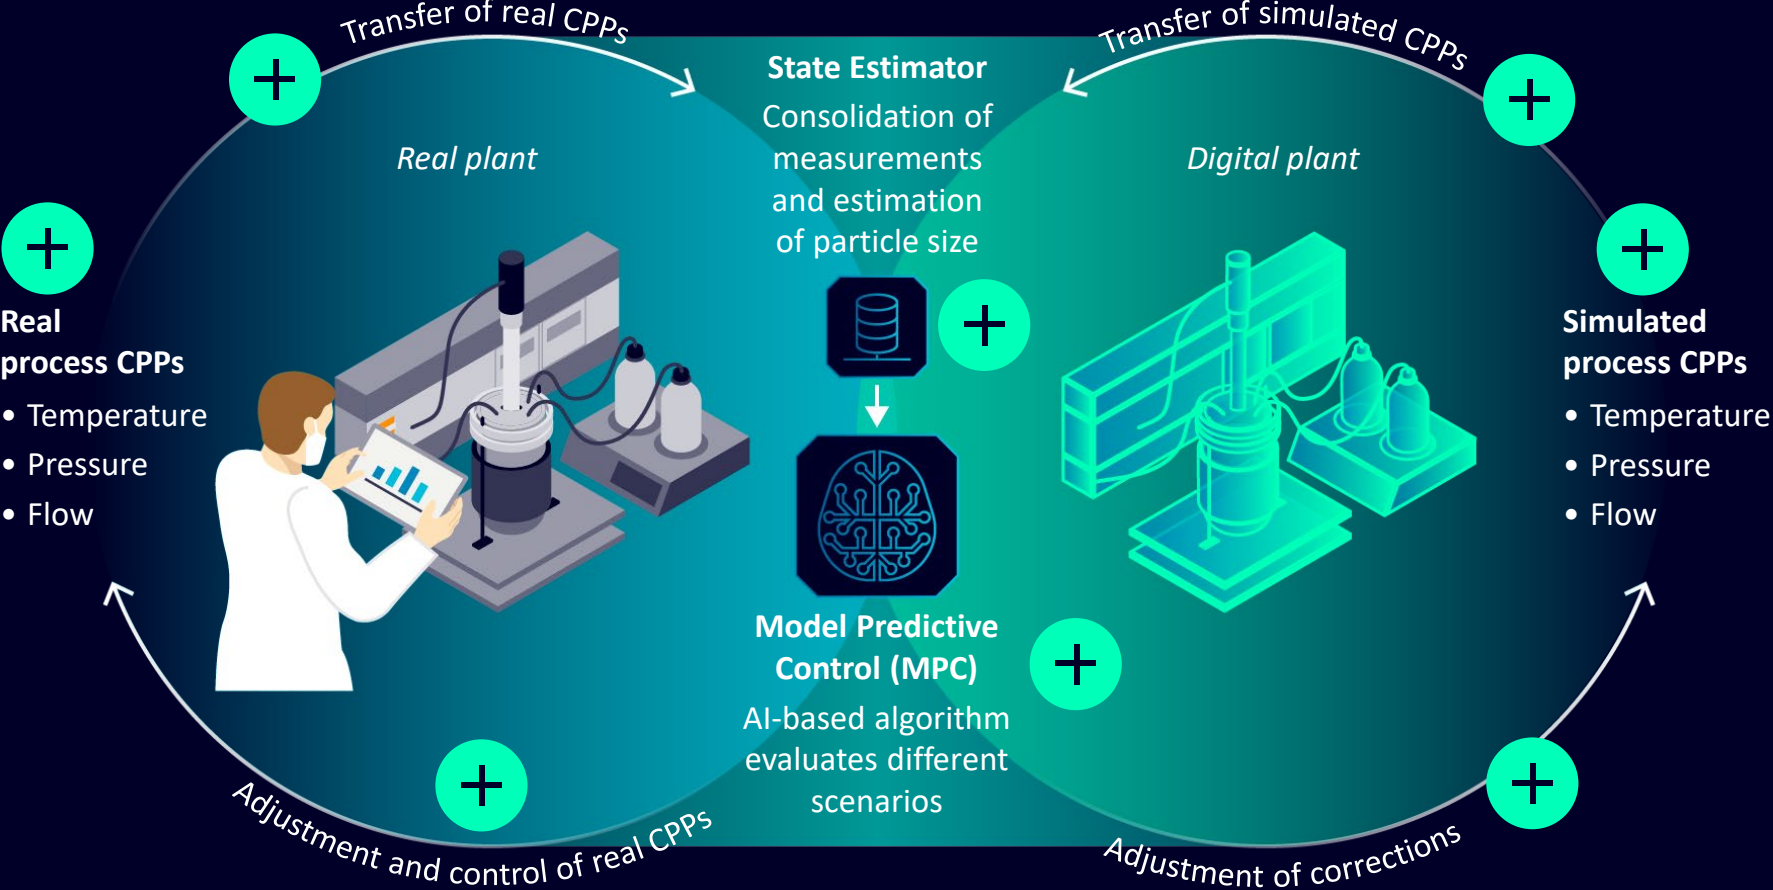 Transfer of real CPPs
Transfer of simulated CPPs
State Estimator
Consolidation of
measurements
and estimation
of particle size
Real plant
Digital plant
Real
process CPPs
• Temperature
• Pressure
• Flow
Simulated
process CPPs
• Temperature
• Pressure
• Flow
Model Predictive
Control (MPC)
AI-based algorithm
evaluates different
scenarios
Adjustment and control of real CPPs
Adjustment of corrections